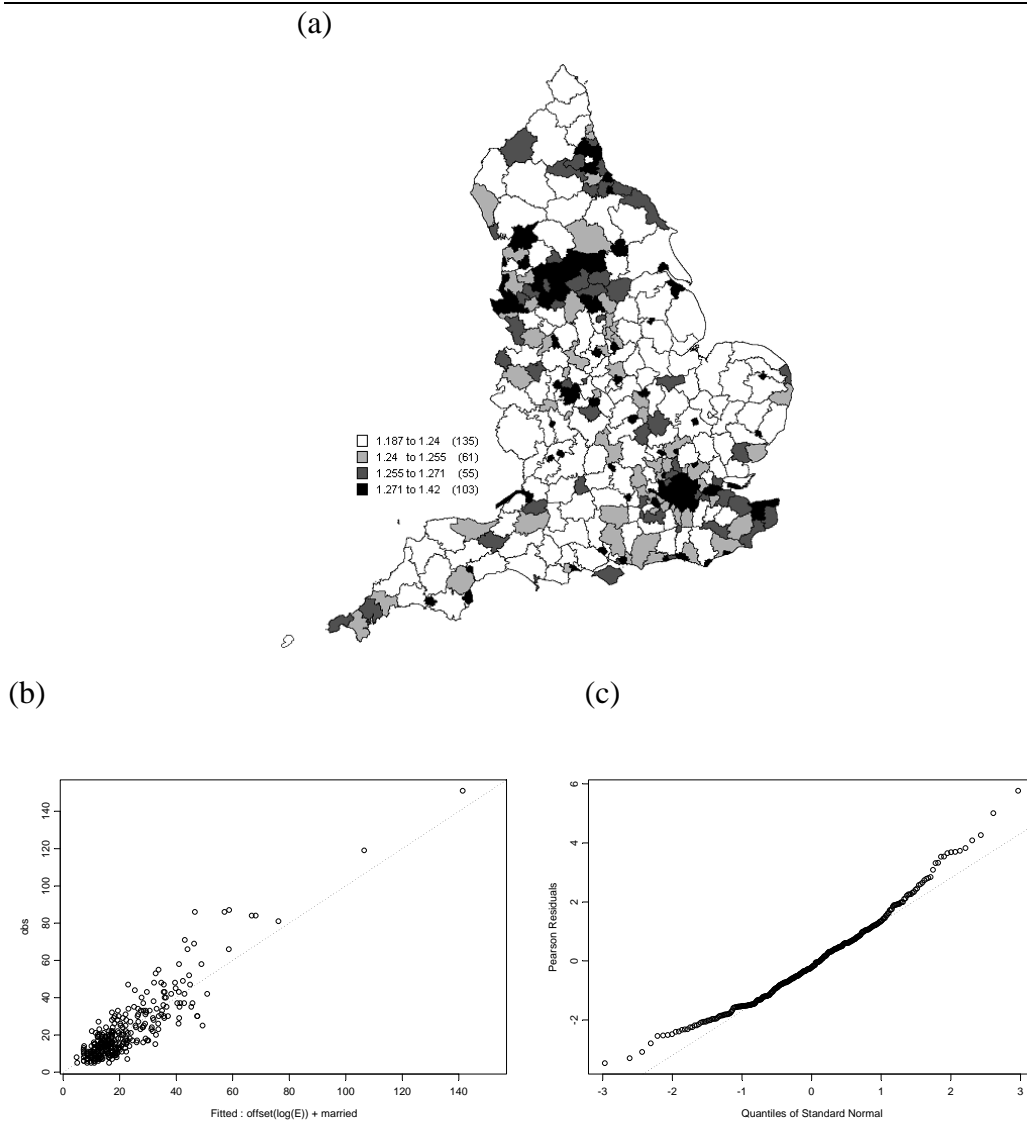 (a)
1.187 to 1.24 (135)
1.24 to 1.255 (61)
1.255 to 1.271 (55)
1.271 to 1.42 (103)
(b)
(c)
obs
0 20 40 60 80 100 120 140
0 20 40 60 80 100 120 140
Fitted : offset(log(E)) + married
Pearson Residuals
-2 0 2 4 6
-3 -2 -1 0 1 2 3
Quantiles of Standard Normal